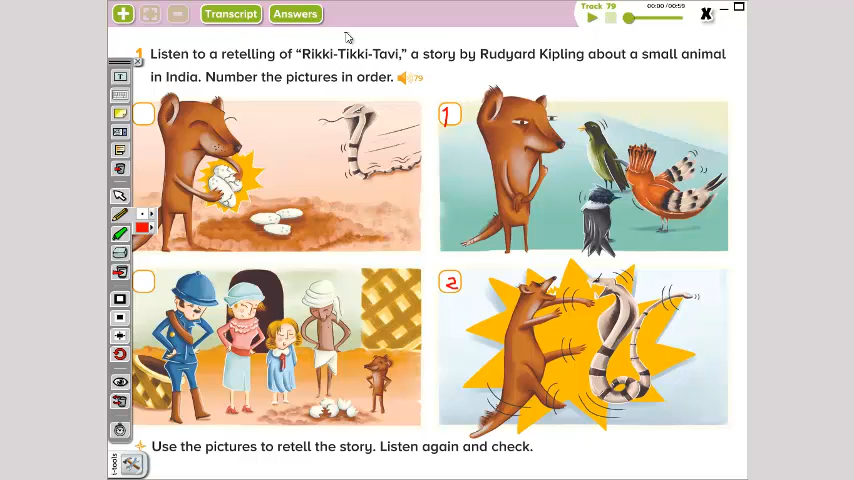 Transcript
Answers
Track 79
00:00 / 00:59
X
1 Listen to a retelling of “Rikki-Tikki-Tavi,” a story by Rudyard Kipling about a small animal
in India. Number the pictures in order. 79
1
2
Use the pictures to retell the story. Listen again and check.
i-tools